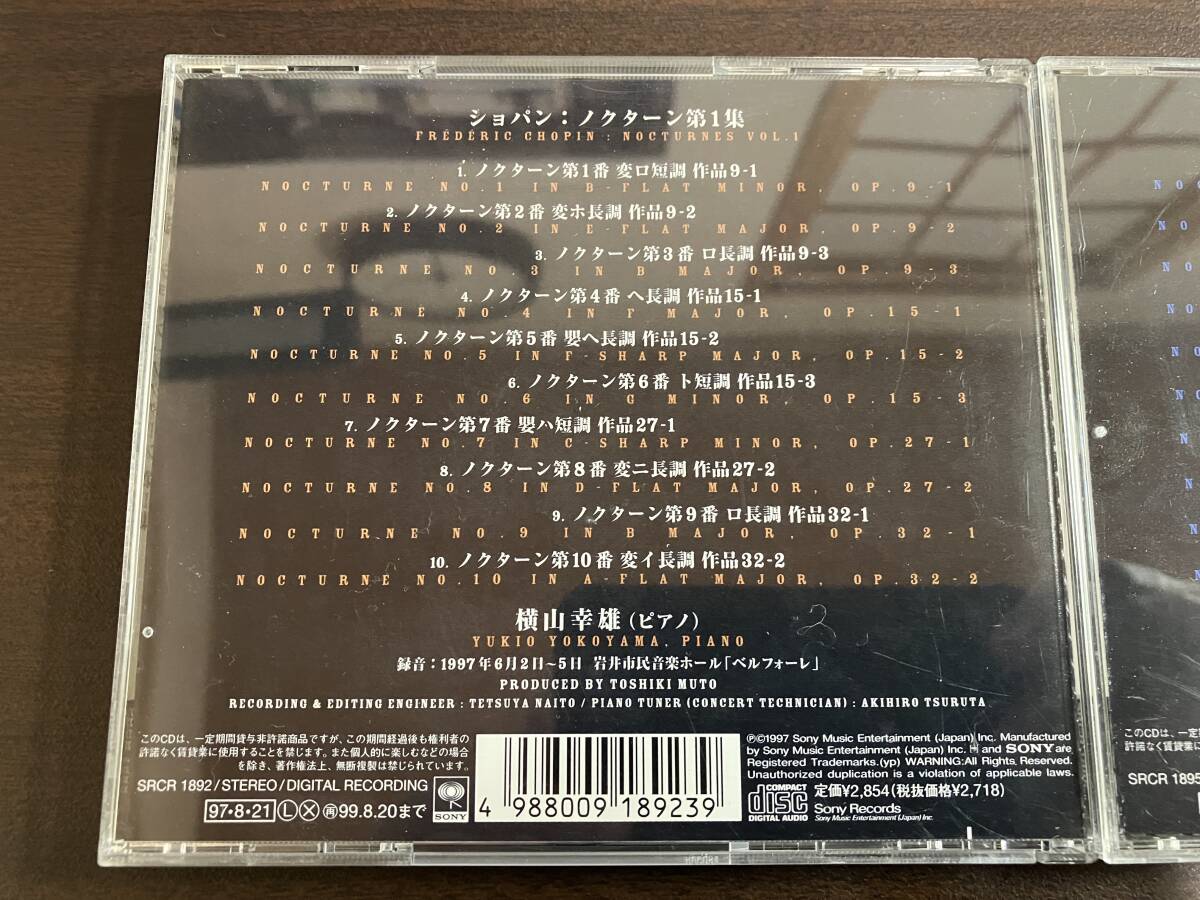 ショパン：ノクターン第1集
FRÉDÉRIC CHOPIN : NOCTURNES VOL.1
1. ノクターン第1番 変ロ短調 作品9-1
NOCTURNE NO.1 IN B-FLAT MINOR, OP.9-1
2. ノクターン第2番 変ホ長調 作品9-2
NOCTURNE NO.2 IN E-FLAT MAJOR, OP.9-2
3. ノクターン第3番 ロ長調 作品9-3
NOCTURNE NO.3 IN B MAJOR, OP.9-3
4. ノクターン第4番 ヘ長調 作品15-1
NOCTURNE NO.4 IN F MAJOR, OP.15-1
5. ノクターン第5番 嬰ヘ長調 作品15-2
NOCTURNE NO.5 IN F-SHARP MAJOR, OP.15-2
6. ノクターン第6番 ト短調 作品15-3
NOCTURNE NO.6 IN G MINOR, OP.15-3
7. ノクターン第7番 嬰ハ短調 作品27-1
NOCTURNE NO.7 IN C-SHARP MINOR, OP.27-1
8. ノクターン第8番 変ニ長調 作品27-2
NOCTURNE NO.8 IN D-FLAT MAJOR, OP.27-2
9. ノクターン第9番 ロ長調 作品32-1
NOCTURNE NO.9 IN B MAJOR, OP.32-1
10. ノクターン第10番 変イ長調 作品32-2
NOCTURNE NO.10 IN A-FLAT MAJOR, OP.32-2
横山幸雄（ピアノ）
YUKIO YOKOYAMA, PIANO
録音：1997年6月2日～5日 岩井市民音楽ホール「ベルフォーレ」
PRODUCED BY TOSHIKI MUTO
RECORDING & EDITING ENGINEER : TETSUYA NAITO / PIANO TUNER (CONCERT TECHNICIAN) : AKIHIRO TSURUTA
このCDは、一定期間貸与非許諾商品ですが、この期間経過後も権利者の
許諾なく賃貸業に使用することを禁じます。また個人的に楽しむなどの場合
を除き、著作権法上、無断複製は禁じられています。
SRCR 1892/STEREO/DIGITAL RECORDING
97・8・21 Ⓛ Ⓧ 再 99.8.20まで
SONY
4 988009 189239
Ⓟ©1997 Sony Music Entertainment (Japan) Inc. Manufactured
by Sony Music Entertainment (Japan) Inc. and SONY are
Registered Trademarks.(yp) WARNING:All Rights Reserved.
Unauthorized duplication is a violation of applicable laws.
COMPACT disc DIGITAL AUDIO
定価¥2,854(税抜価格¥2,718)
Sony Records
Sony Music Entertainment (Japan) Inc.
SRCR 1895